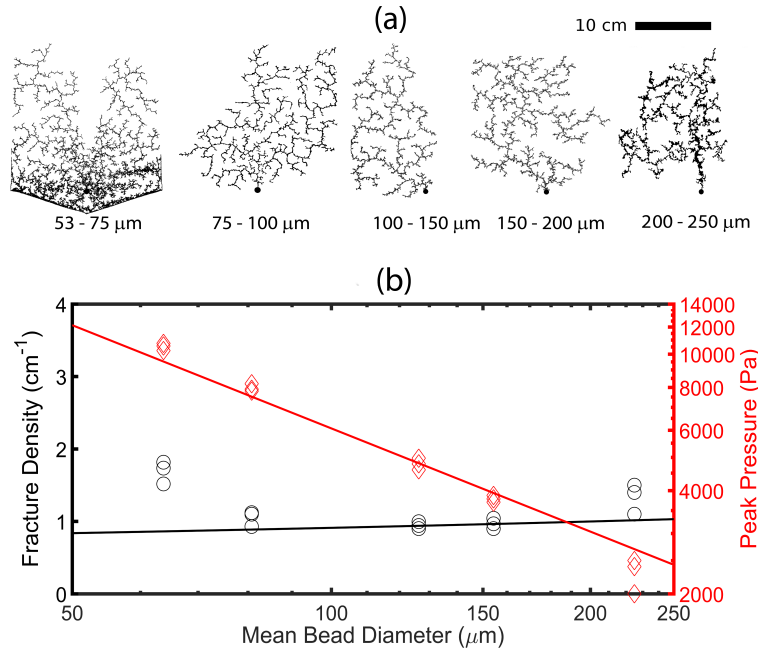 (a)
10 cm
53 - 75 μm
75 - 100 μm
100 - 150 μm
150 - 200 μm
200 - 250 μm
(b)
Fracture Density (cm⁻¹)
4
3
2
1
0
14000
12000
10000
8000
6000
4000
2000
Peak Pressure (Pa)
50
100
150
200
250
Mean Bead Diameter (μm)